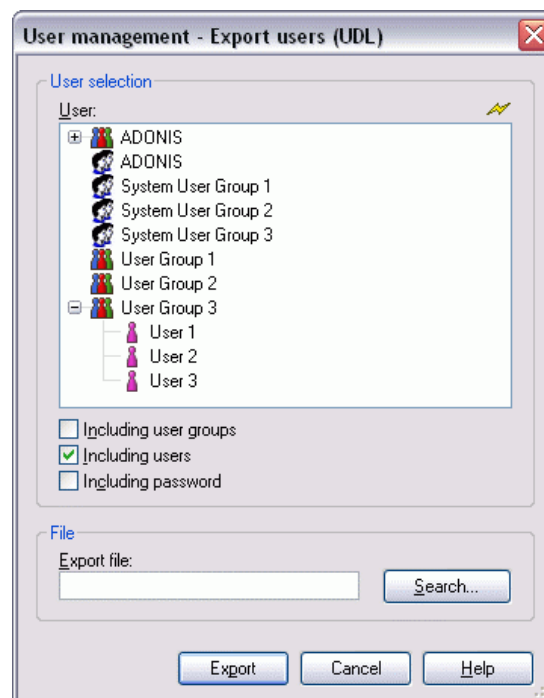 User management - Export users (UDL)
User selection
User:
ADONIS
ADONIS
System User Group 1
System User Group 2
System User Group 3
User Group 1
User Group 2
User Group 3
User 1
User 2
User 3
Including user groups
Including users
Including password
File
Export file:
Search...
Export Cancel Help